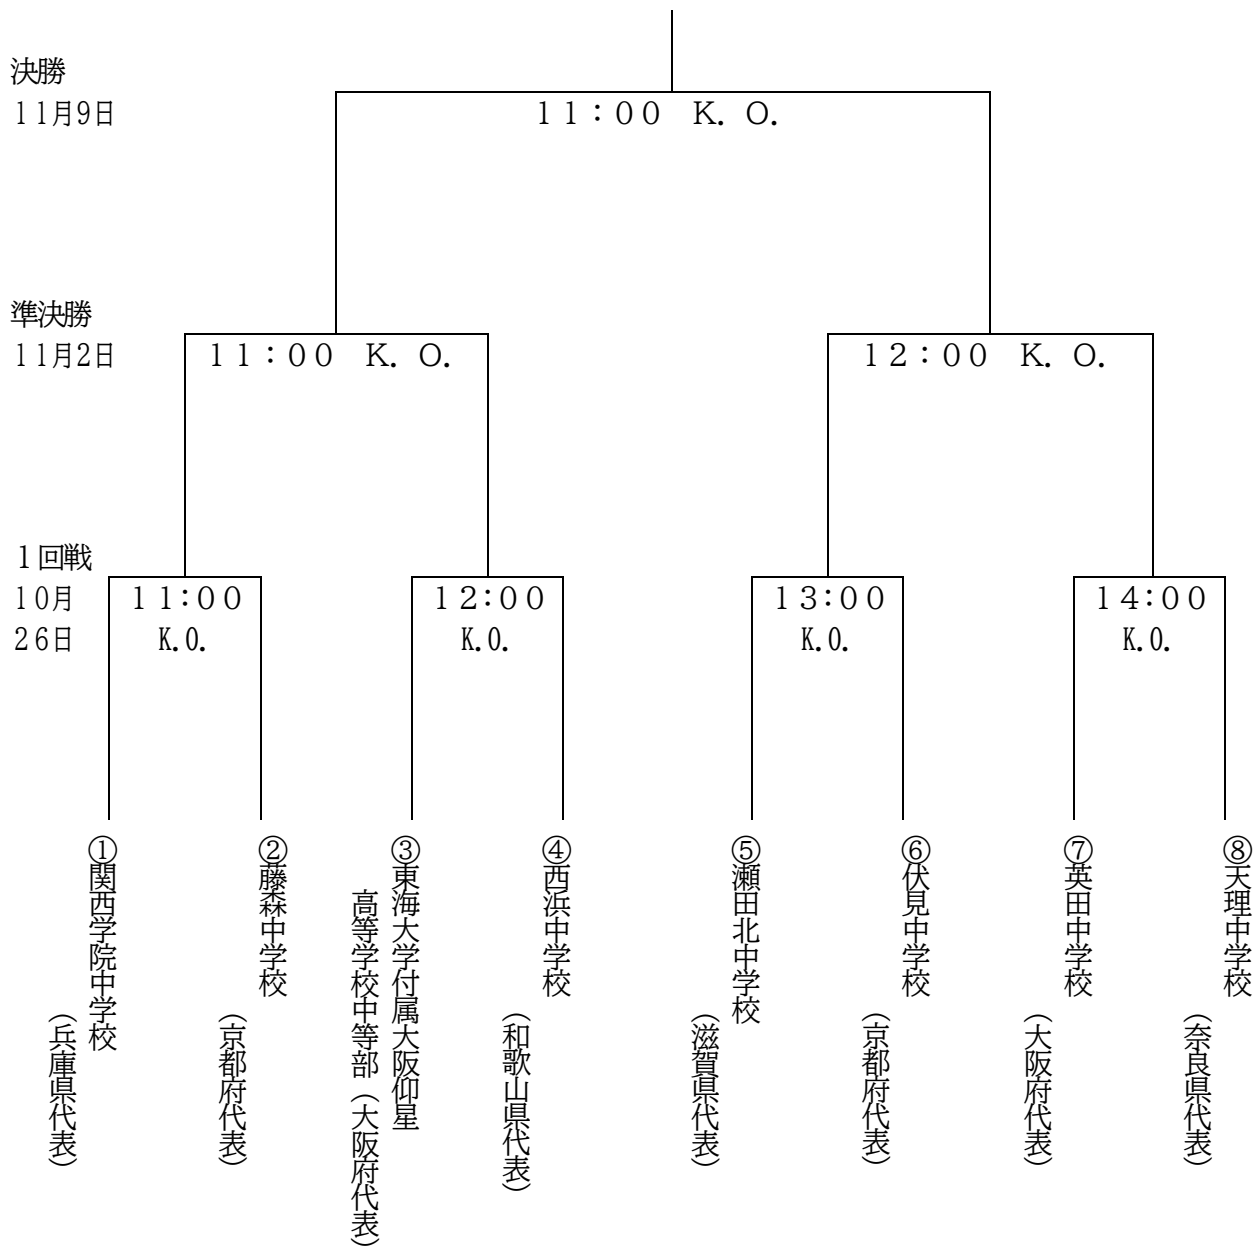 決勝
11月9日
11:00 K.O.
準決勝
11月2日
11:00 K.O.
12:00 K.O.
1回戦
10月
26日
11:00
K.O.
12:00
K.O.
13:00
K.O.
14:00
K.O.
①関西学院中学校
(兵庫県代表)
②藤森中学校
(京都府代表)
③東海大学付属大阪仰星
高等学校中等部(大阪府代表)
④西浜中学校
(和歌山県代表)
⑤瀬田北中学校
(滋賀県代表)
⑥伏見中学校
(京都府代表)
⑦英田中学校
(大阪府代表)
⑧天理中学校
(奈良県代表)